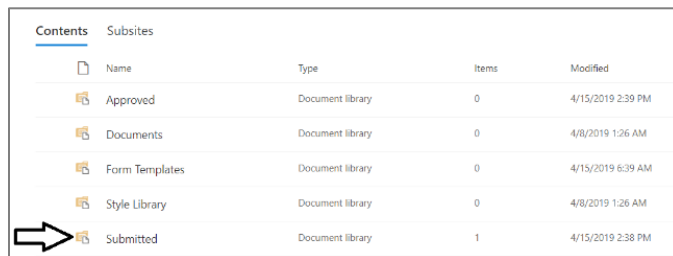 Contents Subsites
Name Type Items Modified
Approved Document library 0 4/15/2019 2:39 PM
Documents Document library 0 4/8/2019 1:26 AM
Form Templates Document library 0 4/15/2019 6:39 AM
Style Library Document library 0 4/8/2019 1:26 AM
Submitted Document library 1 4/15/2019 2:38 PM